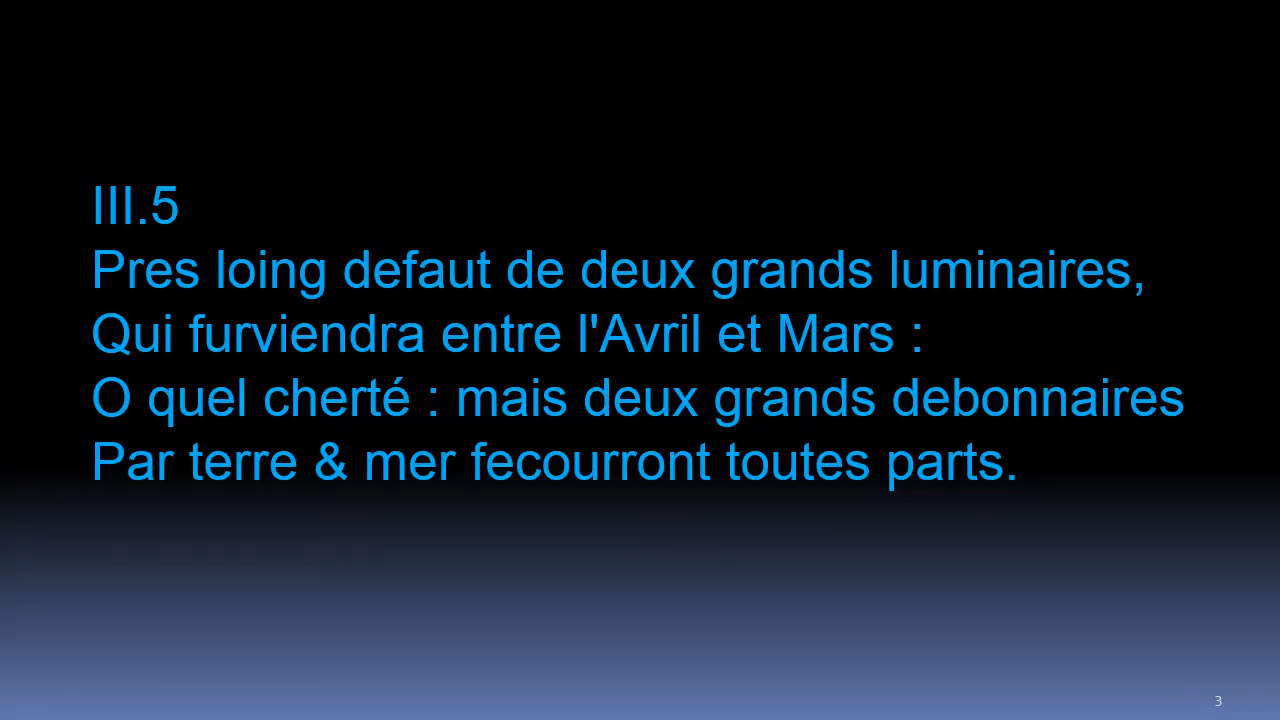 III.5
Pres loing defaut de deux grands luminaires,
Qui furviendra entre l'Avril et Mars :
O quel cherté : mais deux grands debonnaires
Par terre & mer fecourront toutes parts.
3